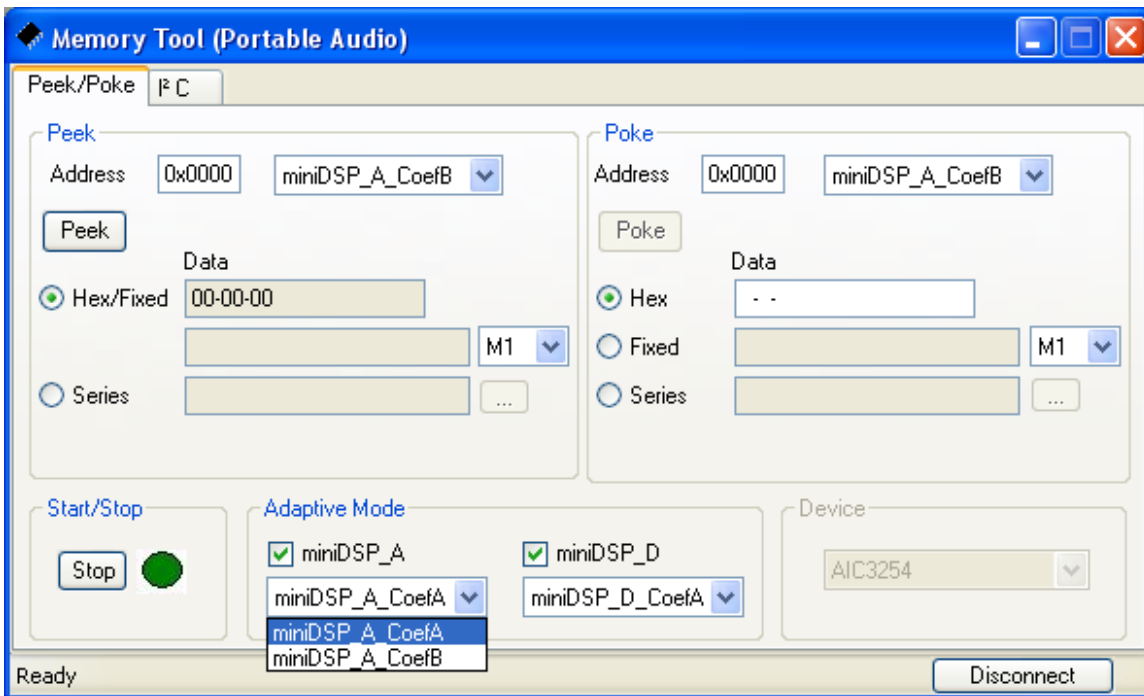 Memory Tool (Portable Audio)
Peek/Poke
I² C
Peek
Address 0x0000 miniDSP_A_CoefB
Peek
Data
Hex/Fixed 00-00-00
M1
Series ...
Poke
Address 0x0000 miniDSP_A_CoefB
Poke
Data
Hex - -
Fixed M1
Series ...
Start/Stop
Stop
Adaptive Mode
miniDSP_A miniDSP_D
miniDSP_A_CoefA miniDSP_D_CoefA
miniDSP_A_CoefA
miniDSP_A_CoefB
Device
AIC3254
Ready
Disconnect